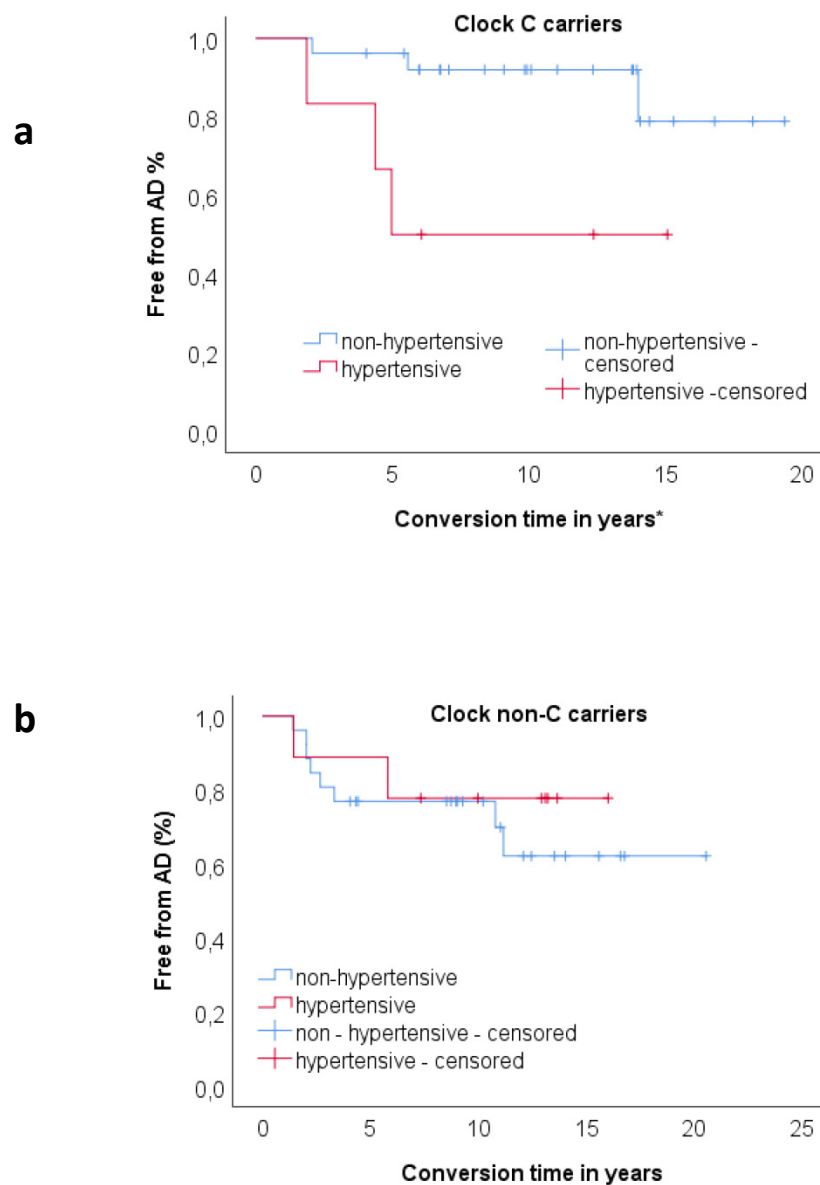 a
Clock C carriers
Free from AD %
1,0
0,8
0,6
0,4
0,2
0,0
non-hypertensive
hypertensive
non-hypertensive -
censored
hypertensive -censored
0 5 10 15 20
Conversion time in years*
b
Clock non-C carriers
Free from AD (%)
1,0
0,8
0,6
0,4
0,2
0,0
non-hypertensive
hypertensive
non - hypertensive - censored
hypertensive - censored
0 5 10 15 20 25
Conversion time in years